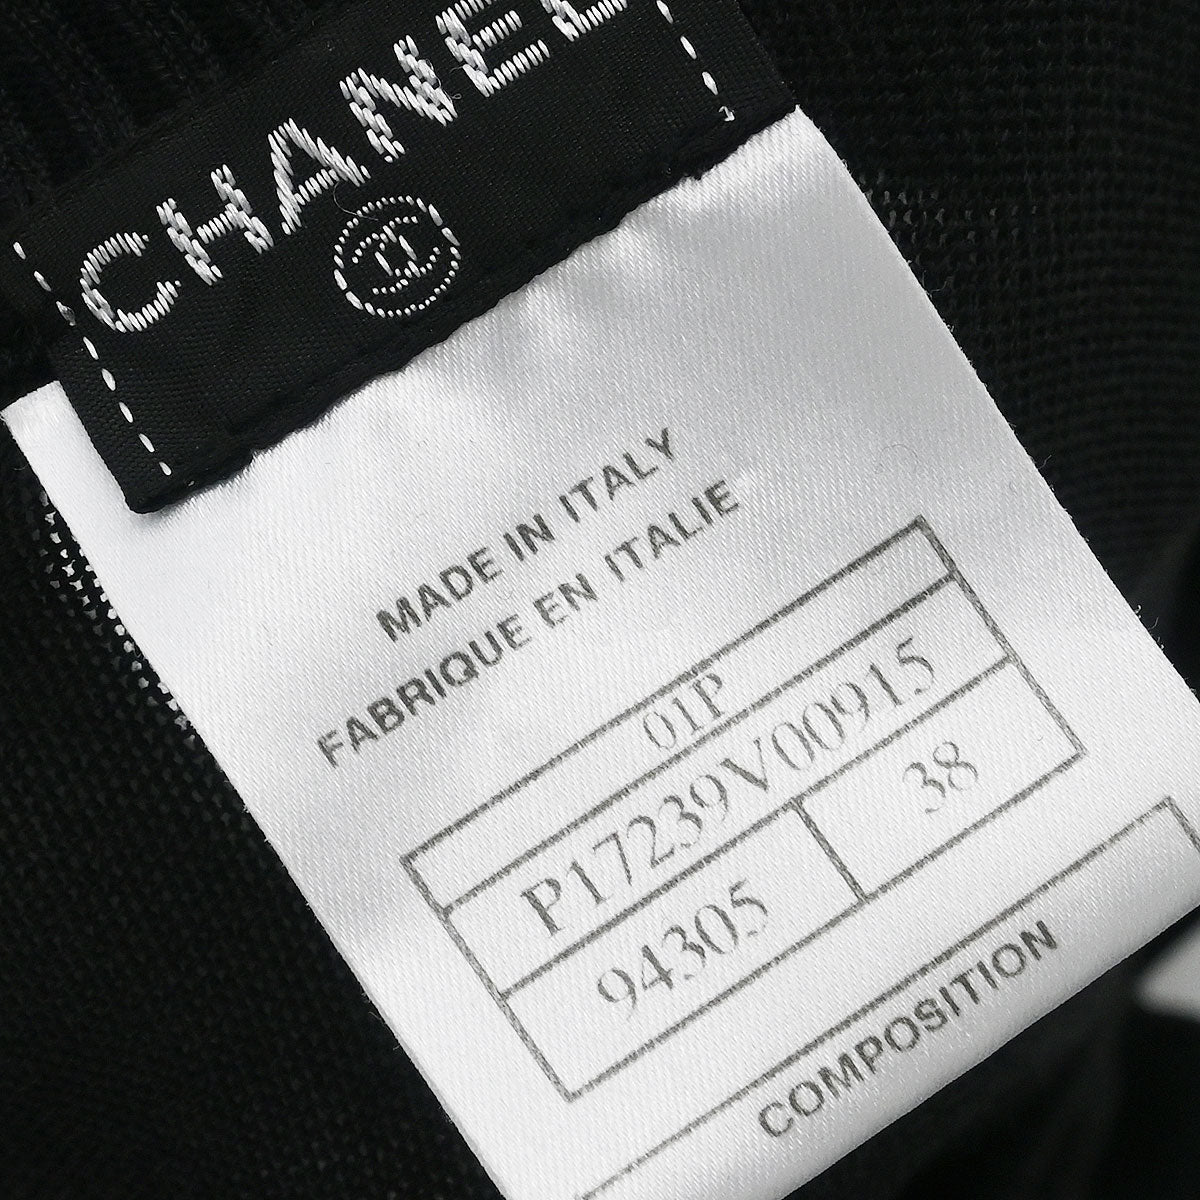 CHANEL
MADE IN ITALY
FABRIQUE EN ITALIE
01P
P17239V00915
94305 38
COMPOSITION